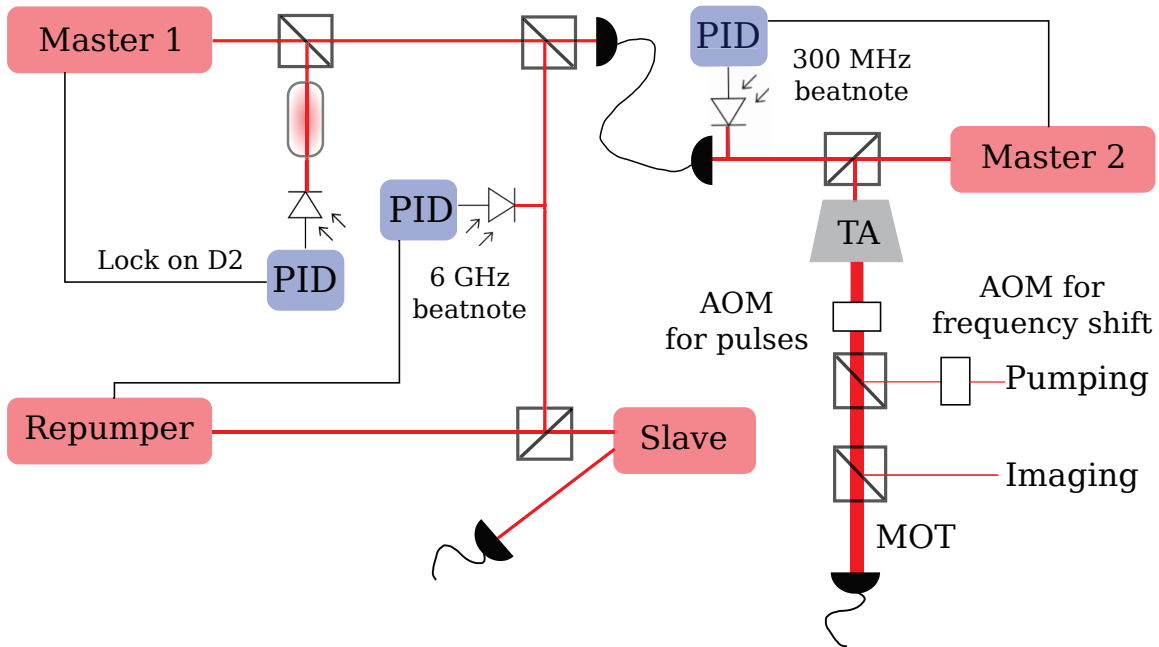 Master 1
PID
300 MHz
beatnote
Master 2
PID
TA
Lock on D2
PID
6 GHz
beatnote
AOM
for pulses
AOM for
frequency shift
Pumping
Repumper
Slave
Imaging
MOT